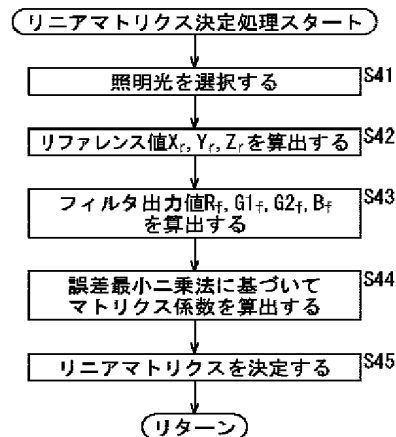 リニアマトリクス決定処理スタート
照明光を選択する
S41
リファレンス値Xr, Yr, Zrを算出する
S42
フィルタ出力値Rf, G1f, G2f, Bf
を算出する
S43
誤差最小二乗法に基づいて
マトリクス係数を算出する
S44
リニアマトリクスを決定する
S45
リターン